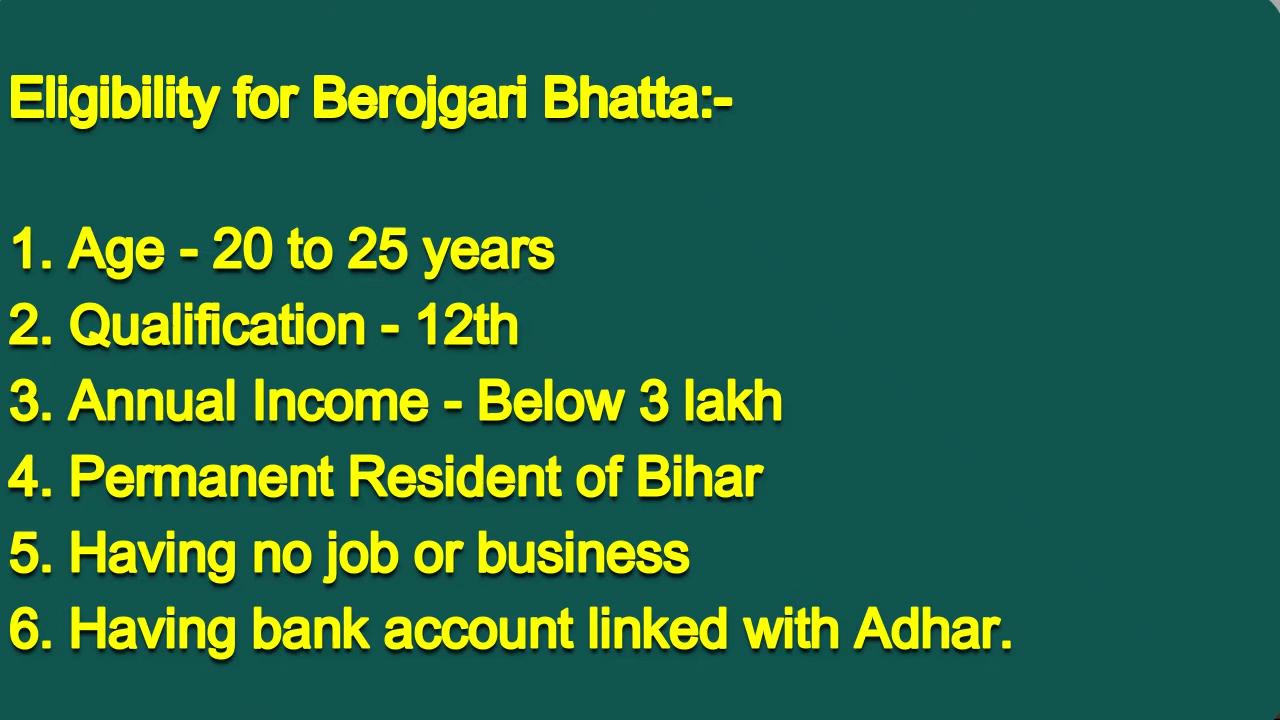 Eligibility for Berojgari Bhatta:-
1. Age - 20 to 25 years
2. Qualification - 12th
3. Annual Income - Below 3 lakh
4. Permanent Resident of Bihar
5. Having no job or business
6. Having bank account linked with Adhar.